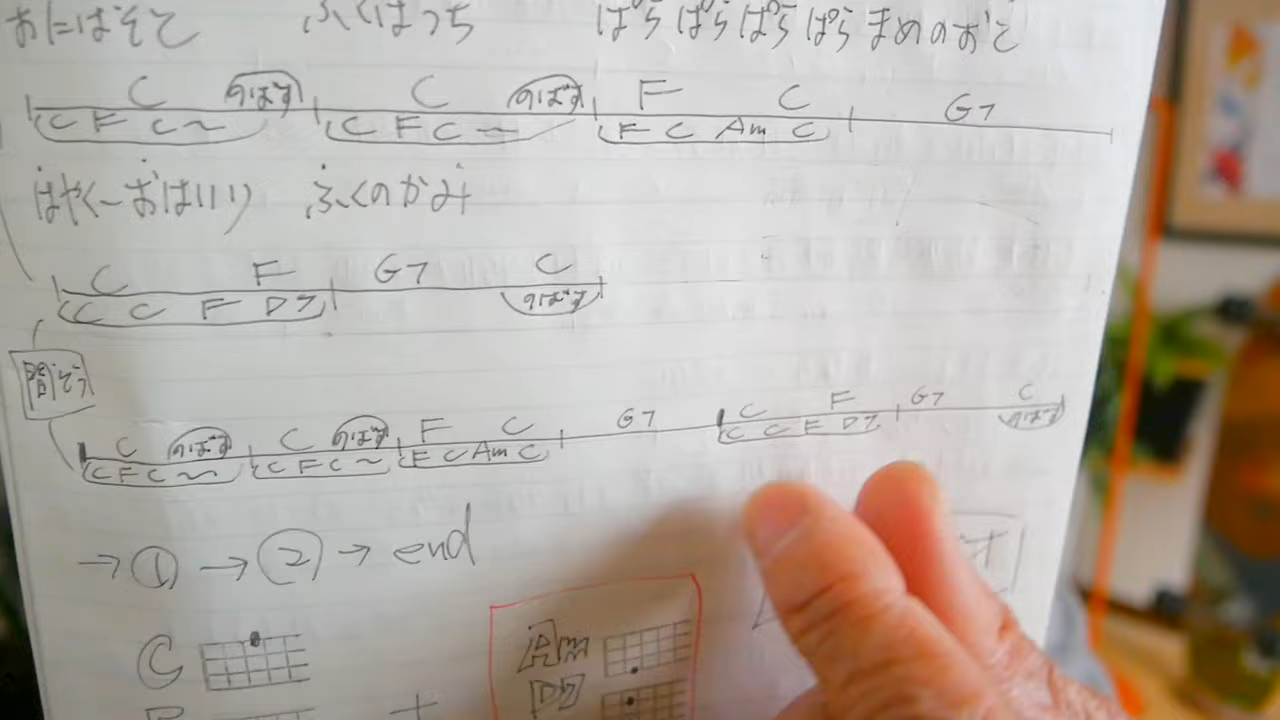 おにはそと ふくはうち ぱらぱらぱらぱらまめのおと
C のばす C のばす F C G7
C F C 〜 C F C 〜 F C Am C
はやくーおはいり ふくのかみ
C F G7 C
C C F D7 のばす
間そう
C のばす C のばす F C G7 C F G7 C
C F C 〜 C F C 〜 F C Am C C C F D7 のばす
→ ① → ② → end
C
Am
D7